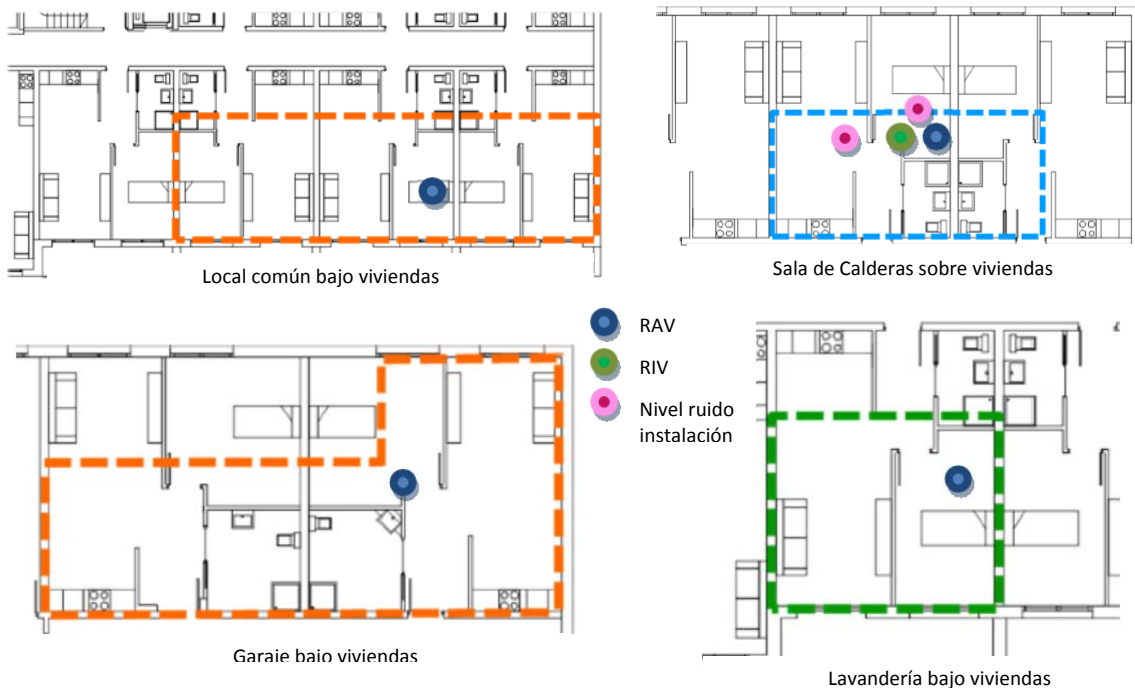 Local común bajo viviendas
Sala de Calderas sobre viviendas
RAV
RIV
Nivel ruido
instalación
Garaje bajo viviendas
Lavandería bajo viviendas